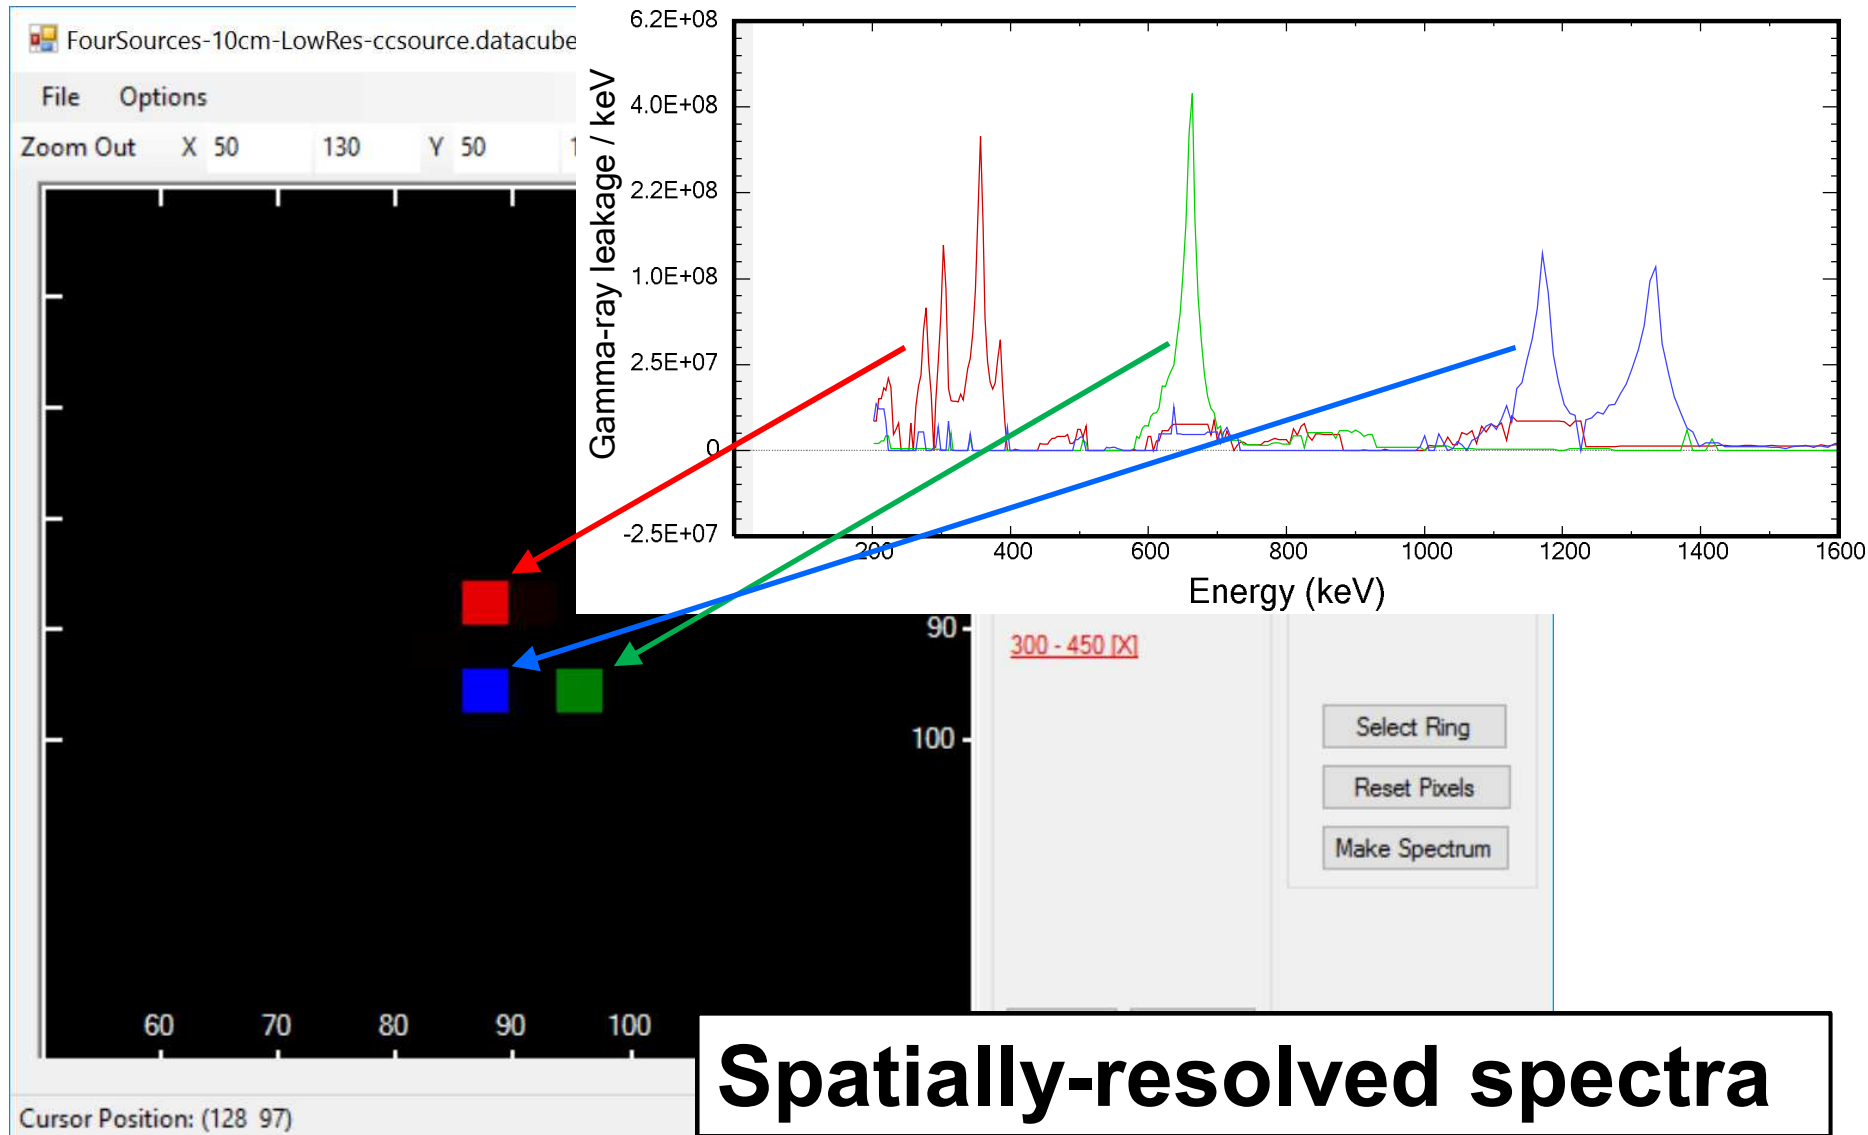 FourSources-10cm-LowRes-ccsource.datacube
File Options
Zoom Out X 50 130 Y 50
6.2E+08
4.0E+08
2.2E+08
1.0E+08
2.5E+07
0
-2.5E+07
Gamma-ray leakage / keV
200 400 600 800 1000 1200 1400 1600
Energy (keV)
90
100
300 - 450 [X]
Select Ring
Reset Pixels
Make Spectrum
60 70 80 90 100
Spatially-resolved spectra
Cursor Position: (128 97)